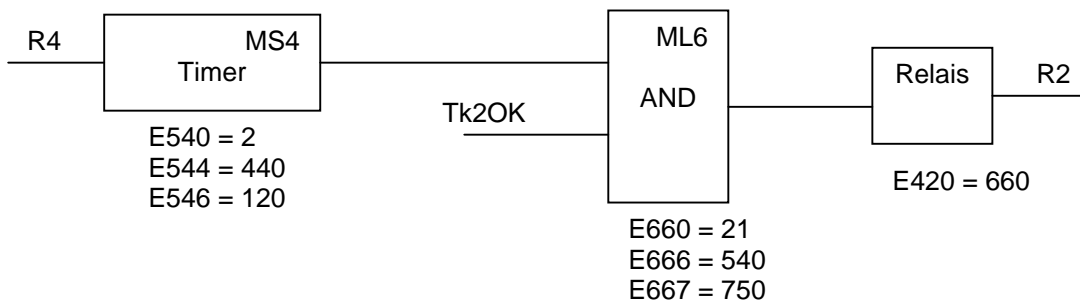 R4
MS4
Timer
E540 = 2
E544 = 440
E546 = 120
Tk2OK
ML6
AND
E660 = 21
E666 = 540
E667 = 750
Relais
R2
E420 = 660